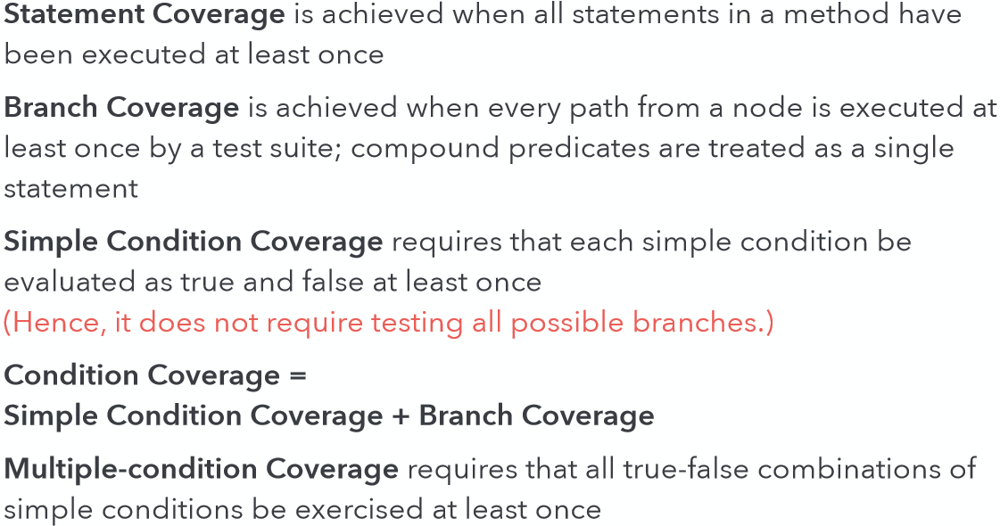 Statement Coverage is achieved when all statements in a method have
been executed at least once
Branch Coverage is achieved when every path from a node is executed at
least once by a test suite; compound predicates are treated as a single
statement
Simple Condition Coverage requires that each simple condition be
evaluated as true and false at least once
(Hence, it does not require testing all possible branches.)
Condition Coverage =
Simple Condition Coverage + Branch Coverage
Multiple-condition Coverage requires that all true-false combinations of
simple conditions be exercised at least once